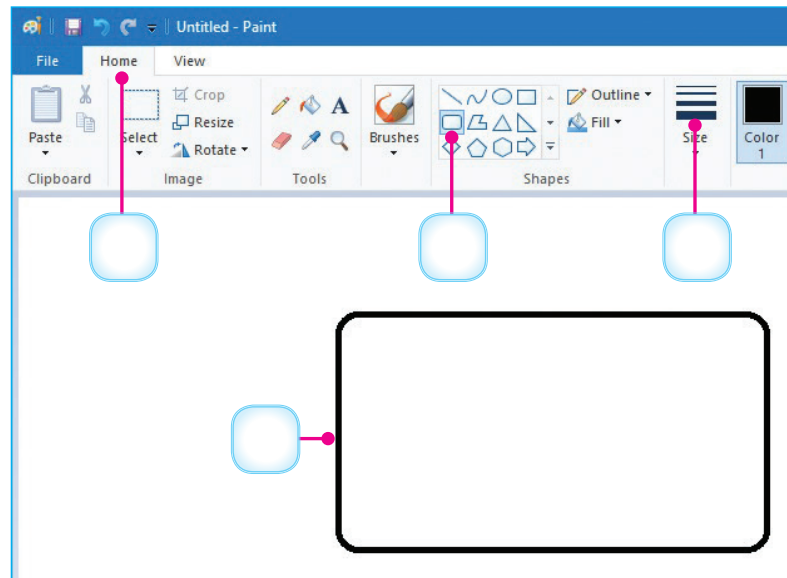 Untitled - Paint
File Home View
Paste
Clipboard
Select
Crop
Resize
Rotate
Image
A
Tools
Brushes
Outline
Fill
Shapes
Size
Color
1